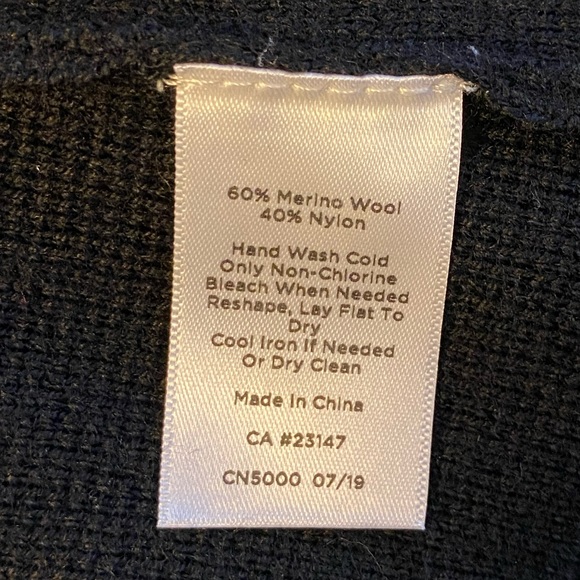 60% Merino Wool
40% Nylon
Hand Wash Cold
Only Non-Chlorine
Bleach When Needed
Reshape, Lay Flat To
Dry
Cool Iron If Needed
Or Dry Clean
Made In China
CA #23147
CN5000 07/19